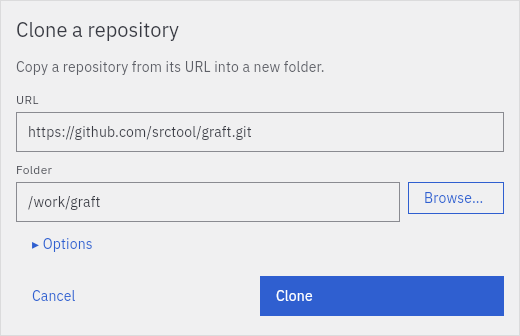 Clone a repository
Copy a repository from its URL into a new folder.
URL
https://github.com/srctool/graft.git
Folder
/work/graft
Browse...
▸ Options
Cancel
Clone